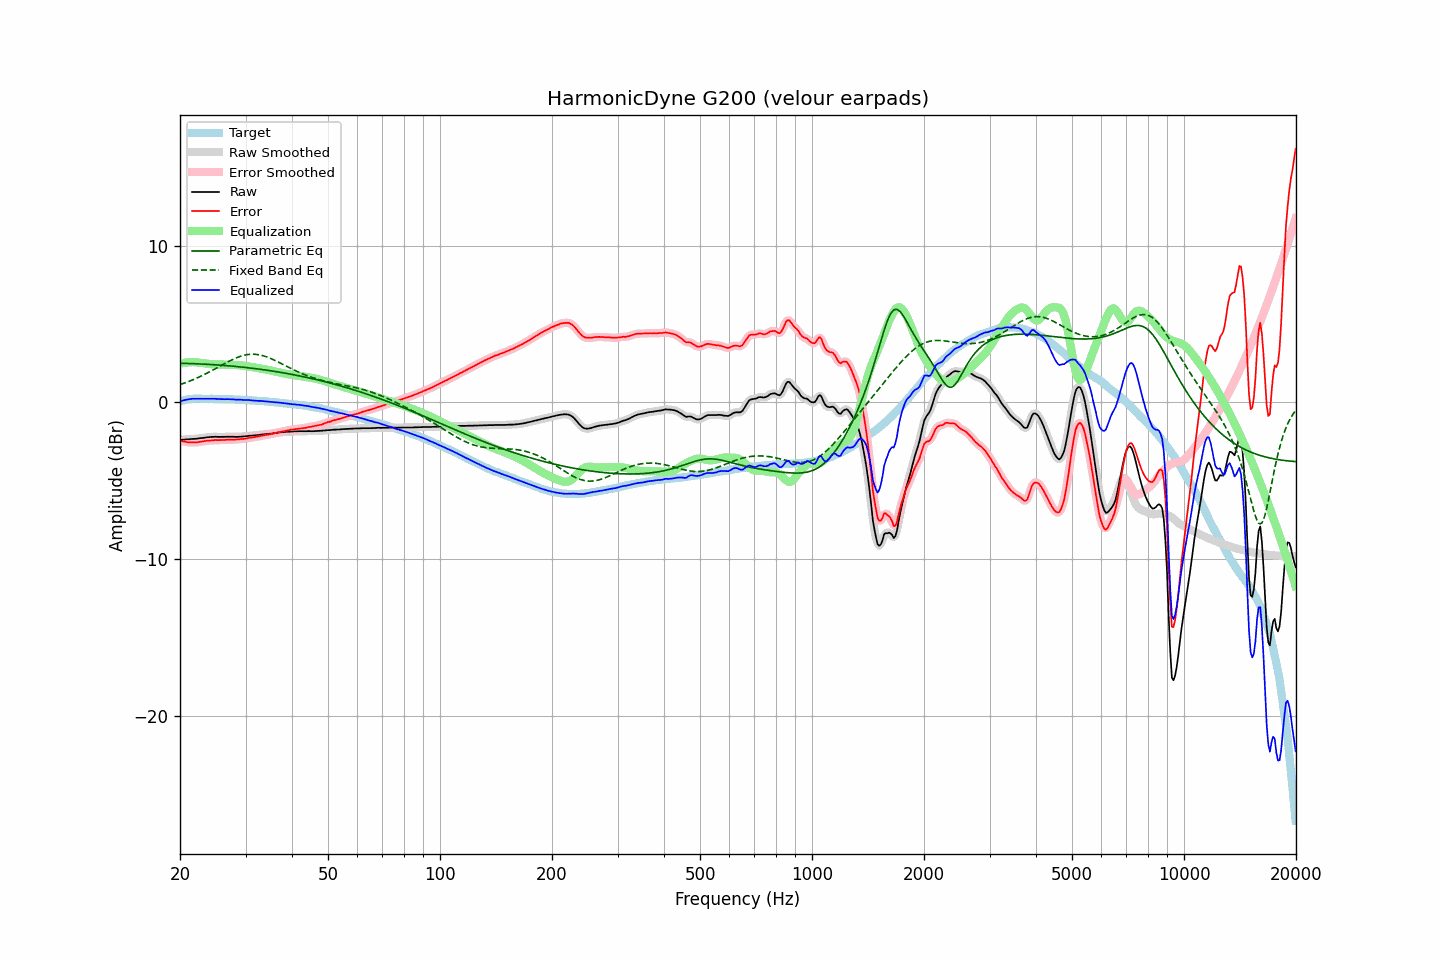 HarmonicDyne G200 (velour earpads)
Target
Raw Smoothed
Error Smoothed
Raw
Error
Equalization
Parametric Eq
Fixed Band Eq
Equalized
10
0
−10
−20
Amplitude (dBr)
20 50 100 200 500 1000 2000 5000 10000 20000
Frequency (Hz)